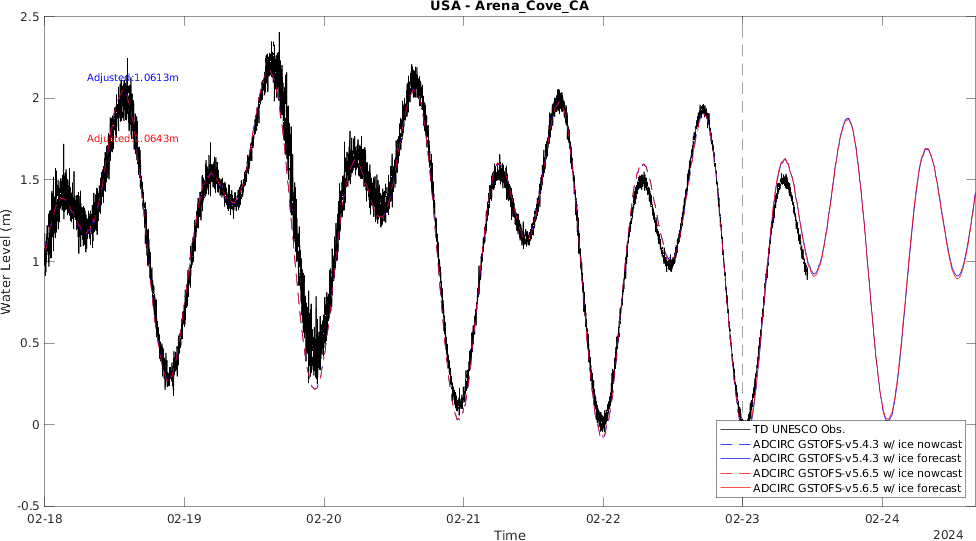 USA - Arena_Cove_CA
2.5
2
1.5
1
0.5
0
-0.5
Water Level (m)
Adjusted:1.0613m
Adjusted:1.0643m
TD UNESCO Obs.
ADCIRC GSTOFS-v5.4.3 w/ ice nowcast
ADCIRC GSTOFS-v5.4.3 w/ ice forecast
ADCIRC GSTOFS-v5.6.5 w/ ice nowcast
ADCIRC GSTOFS-v5.6.5 w/ ice forecast
02-18 02-19 02-20 02-21 02-22 02-23 02-24
Time
2024